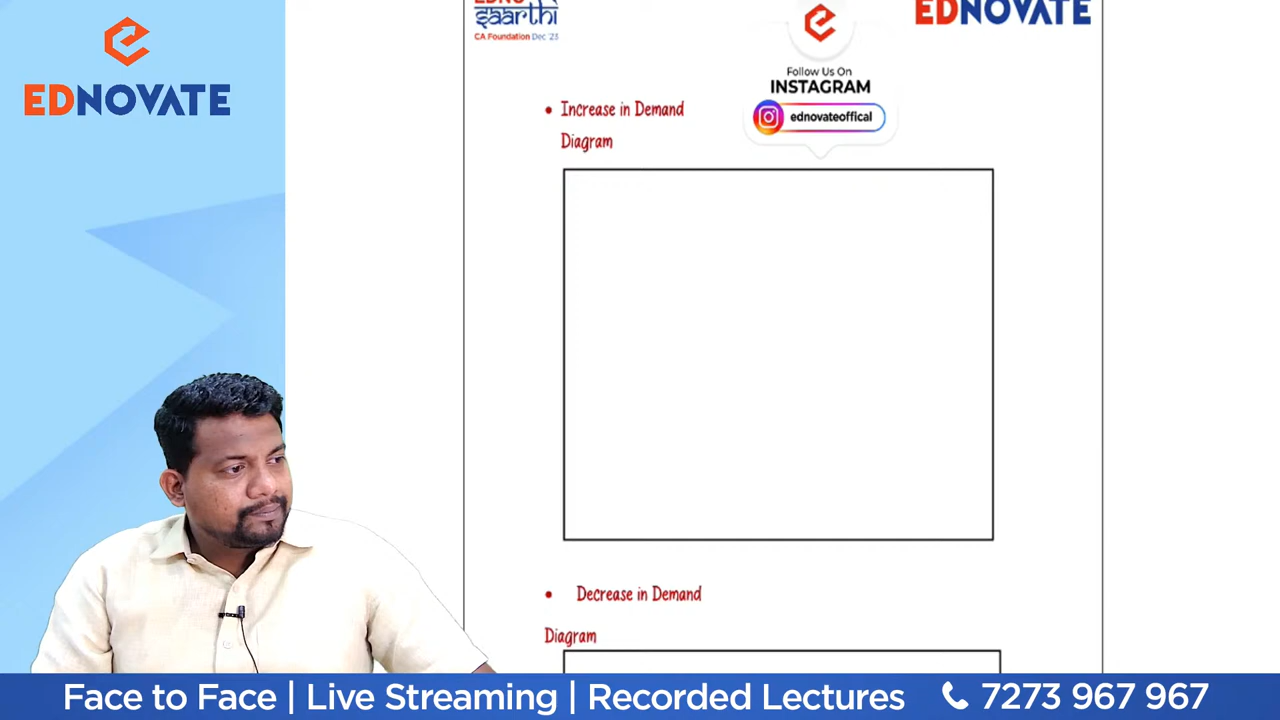 EDNOVATE
saarthi
CA Foundation Dec '23
EDNOVATE
Follow Us On
INSTAGRAM
ednovateoffical
• Increase in Demand
Diagram
• Decrease in Demand
Diagram
Face to Face | Live Streaming | Recorded Lectures 7273 967 967